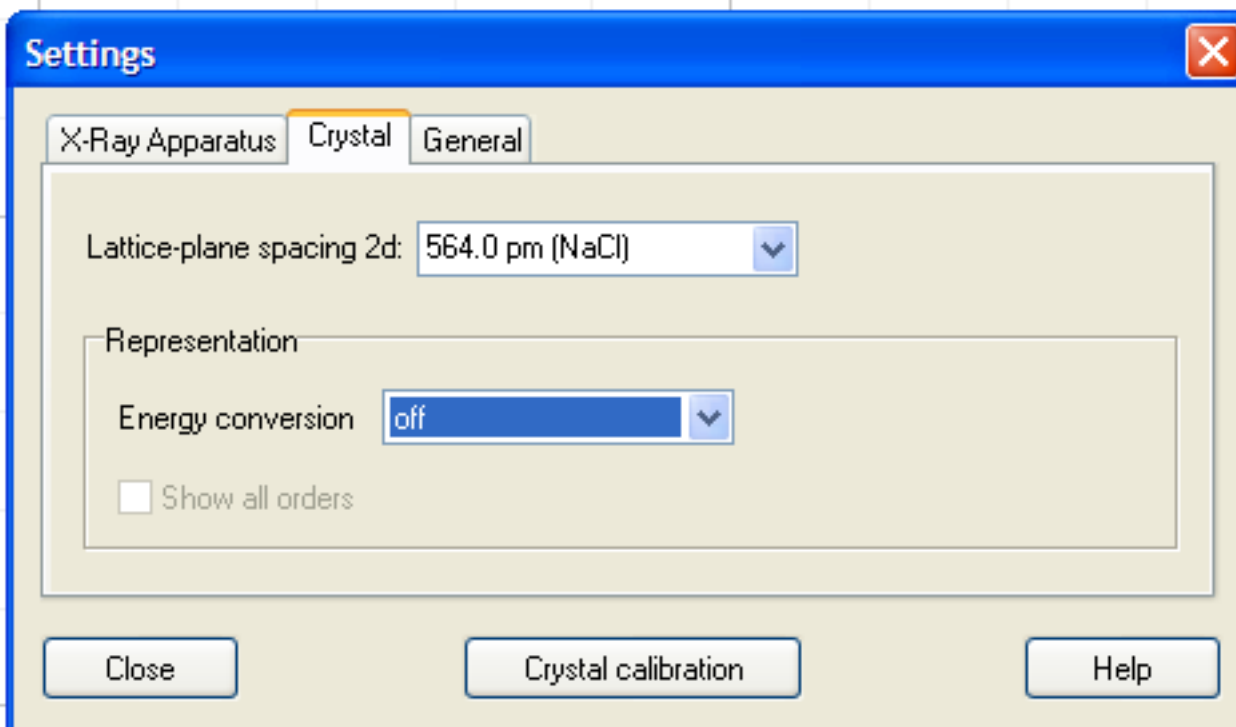 Settings
X-Ray Apparatus Crystal General
Lattice-plane spacing 2d: 564.0 pm (NaCl)
Representation
Energy conversion off
Show all orders
Close Crystal calibration Help